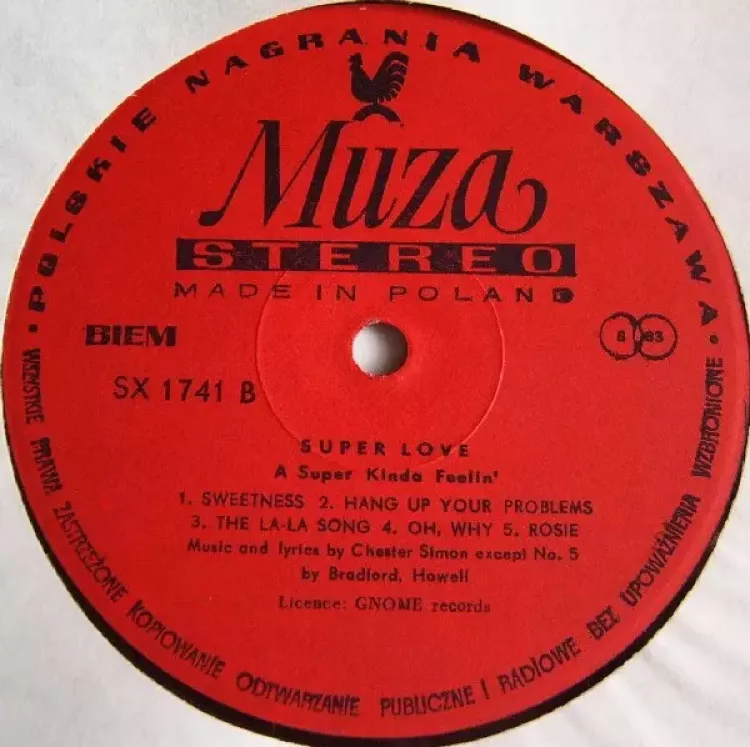 POLSKIE NAGRANIA WARSZAWA
Muza
STEREO
MADE IN POLAND
BIEM
S 83
SX 1741 B
SUPER LOVE
A Super Kinda Feelin'
1. SWEETNESS 2. HANG UP YOUR PROBLEMS
3. THE LA-LA SONG 4. OH, WHY 5. ROSIE
Music and lyrics by Chester Simon except No. 5
by Bradford, Howell
Licence: GNOME records
WSZYSTKIE PRAWA ZASTRZEŻONE KOPIOWANIE ODTWARZANIE PUBLICZNE I RADIOWE BEZ UPOWAŻNIENIA WZBRONIONE